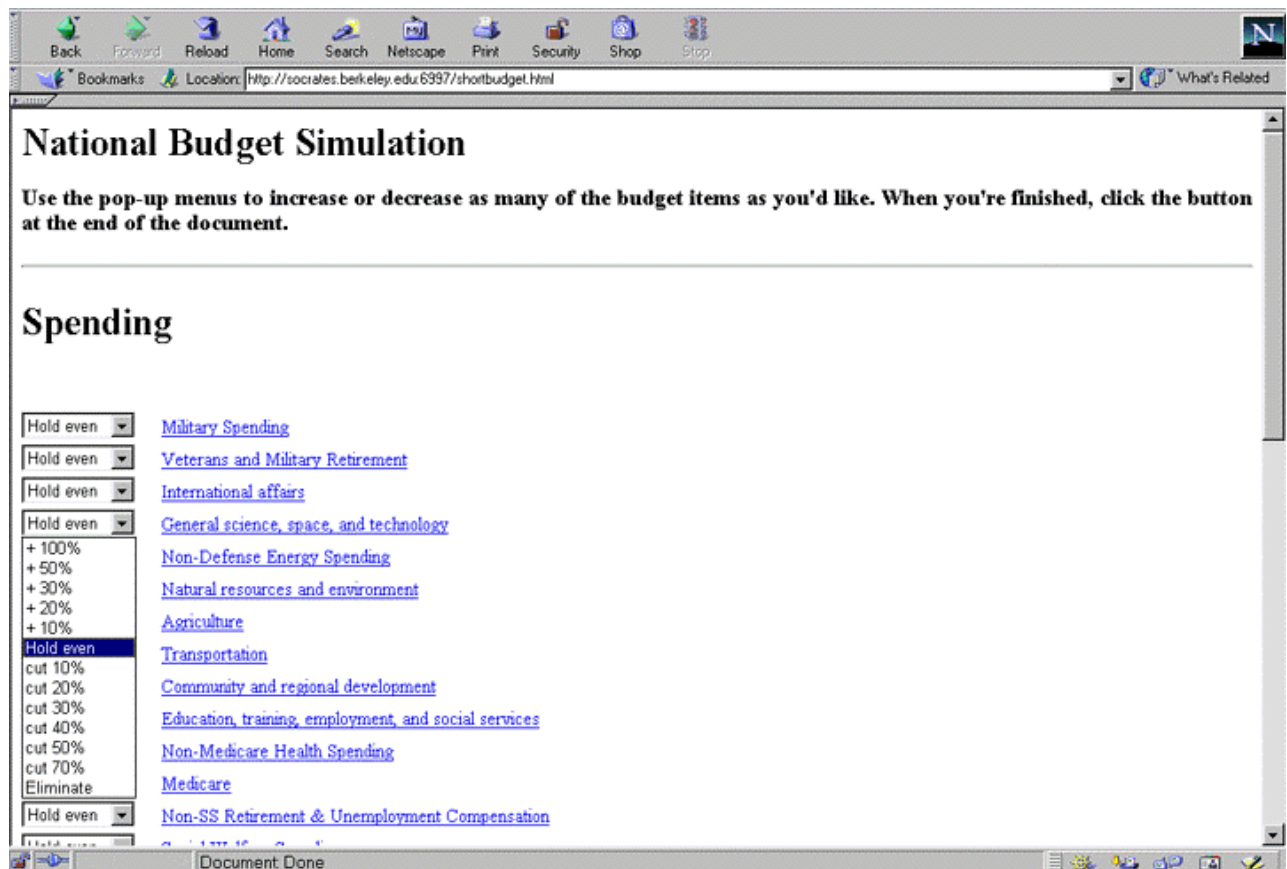 Back Forward Reload Home Search Netscape Print Security Shop Stop
N
Bookmarks Location: http://socrates.berkeley.edu:6997/shortbudget.html What's Related
National Budget Simulation
Use the pop-up menus to increase or decrease as many of the budget items as you'd like. When you're finished, click the button
at the end of the document.
Spending
Hold even Military Spending
Hold even Veterans and Military Retirement
Hold even International affairs
Hold even General science, space, and technology
+ 100%
Non-Defense Energy Spending
+ 50%
+ 30%
Natural resources and environment
+ 20%
+ 10%
Agriculture
Hold even
Transportation
cut 10%
cut 20%
Community and regional development
cut 30%
Education, training, employment, and social services
cut 40%
cut 50%
Non-Medicare Health Spending
cut 70%
Eliminate
Medicare
Hold even Non-SS Retirement & Unemployment Compensation
Document Done